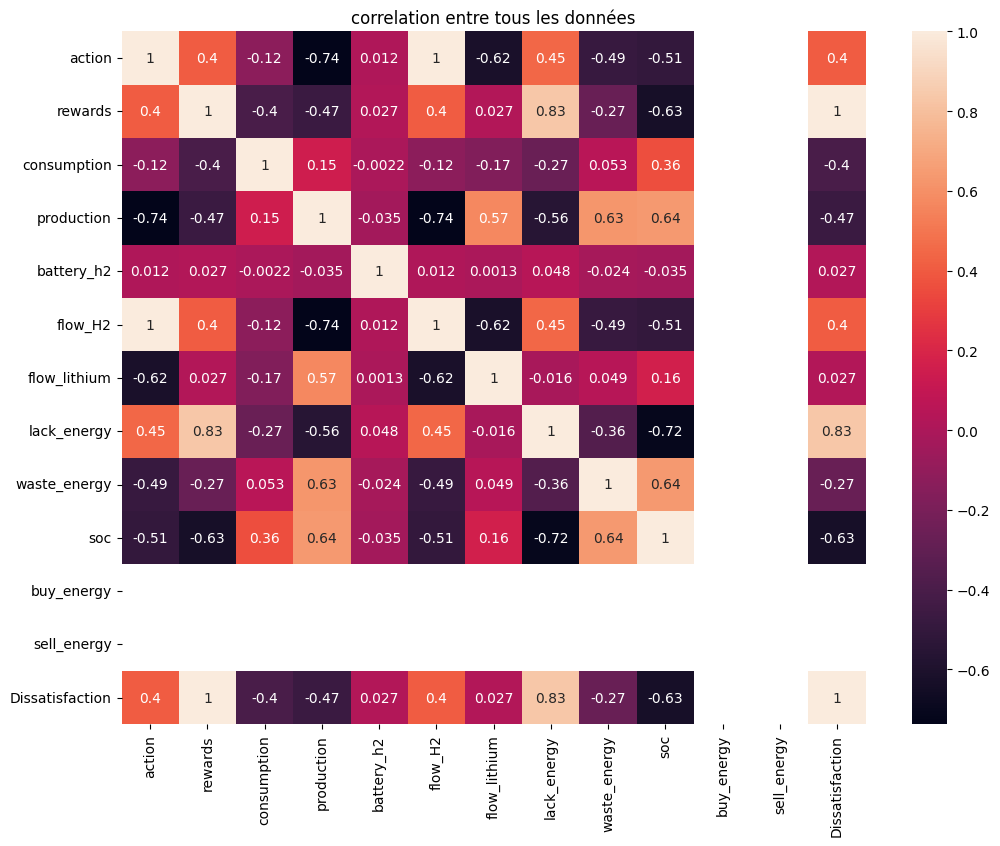 correlation entre tous les données
action 1 0.4 -0.12 -0.74 0.012 1 -0.62 0.45 -0.49 -0.51 0.4
rewards 0.4 1 -0.4 -0.47 0.027 0.4 0.027 0.83 -0.27 -0.63 1
consumption -0.12 -0.4 1 0.15 -0.0022 -0.12 -0.17 -0.27 0.053 0.36 -0.4
production -0.74 -0.47 0.15 1 -0.035 -0.74 0.57 -0.56 0.63 0.64 -0.47
battery_h2 0.012 0.027 -0.0022 -0.035 1 0.012 0.0013 0.048 -0.024 -0.035 0.027
flow_H2 1 0.4 -0.12 -0.74 0.012 1 -0.62 0.45 -0.49 -0.51 0.4
flow_lithium -0.62 0.027 -0.17 0.57 0.0013 -0.62 1 -0.016 0.049 0.16 0.027
lack_energy 0.45 0.83 -0.27 -0.56 0.048 0.45 -0.016 1 -0.36 -0.72 0.83
waste_energy -0.49 -0.27 0.053 0.63 -0.024 -0.49 0.049 -0.36 1 0.64 -0.27
soc -0.51 -0.63 0.36 0.64 -0.035 -0.51 0.16 -0.72 0.64 1 -0.63
buy_energy
sell_energy
Dissatisfaction 0.4 1 -0.4 -0.47 0.027 0.4 0.027 0.83 -0.27 -0.63 1
action rewards consumption production battery_h2 flow_H2 flow_lithium lack_energy waste_energy soc buy_energy sell_energy Dissatisfaction
1.0
0.8
0.6
0.4
0.2
0.0
−0.2
−0.4
−0.6